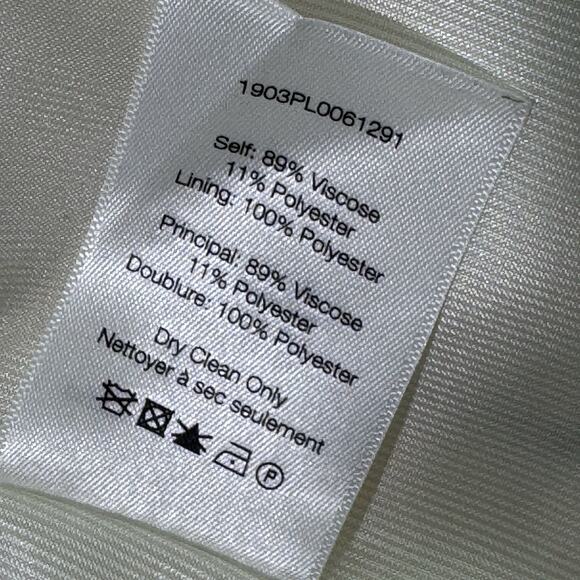 1903PL0061291
Self: 89% Viscose
11% Polyester
Lining: 100% Polyester
Principal: 89% Viscose
11% Polyester
Doublure: 100% Polyester
Dry Clean Only
Nettoyer à sec seulement
P